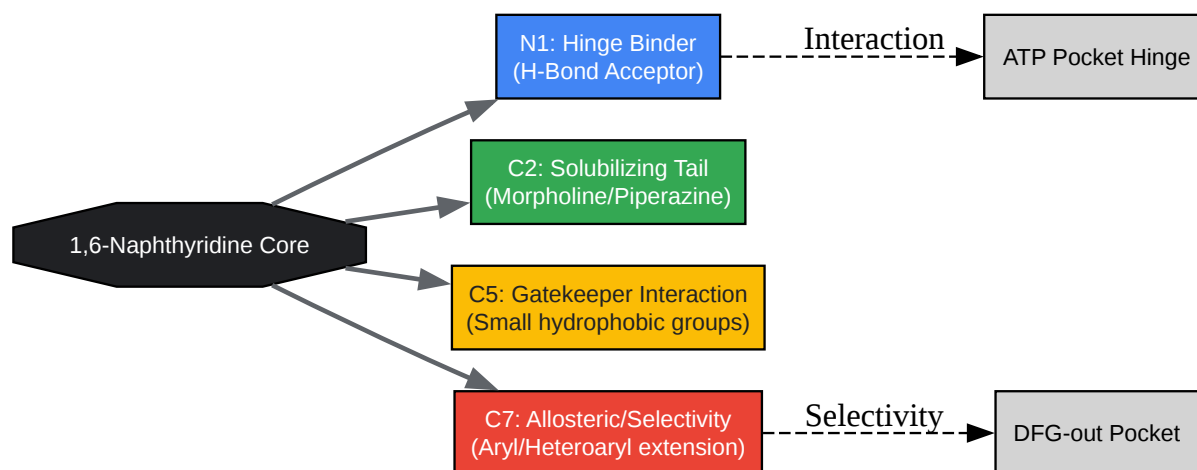 N1: Hinge Binder
(H-Bond Acceptor)
Interaction
ATP Pocket Hinge
C2: Solubilizing Tail
(Morpholine/Piperazine)
1,6-Naphthyridine Core
C5: Gatekeeper Interaction
(Small hydrophobic groups)
C7: Allosteric/Selectivity
(Aryl/Heteroaryl extension)
Selectivity
DFG-out Pocket